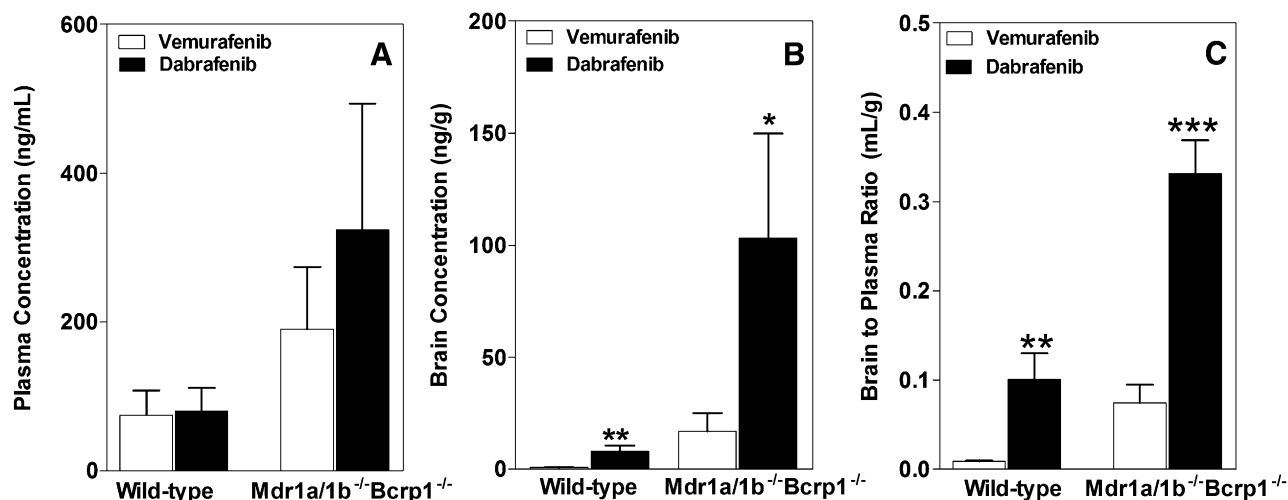 Plasma Concentration (ng/mL)
600
400
200
0
Vemurafenib
Dabrafenib
A
Wild-type
Mdr1a/1b-/-Bcrp1-/-
Brain Concentration (ng/g)
200
150
100
50
0
Vemurafenib
Dabrafenib
B
**
*
Wild-type
Mdr1a/1b-/-Bcrp1-/-
Brain to Plasma Ratio (mL/g)
0.5
0.4
0.3
0.2
0.1
0.0
Vemurafenib
Dabrafenib
C
**
***
Wild-type
Mdr1a/1b-/-Bcrp1-/-